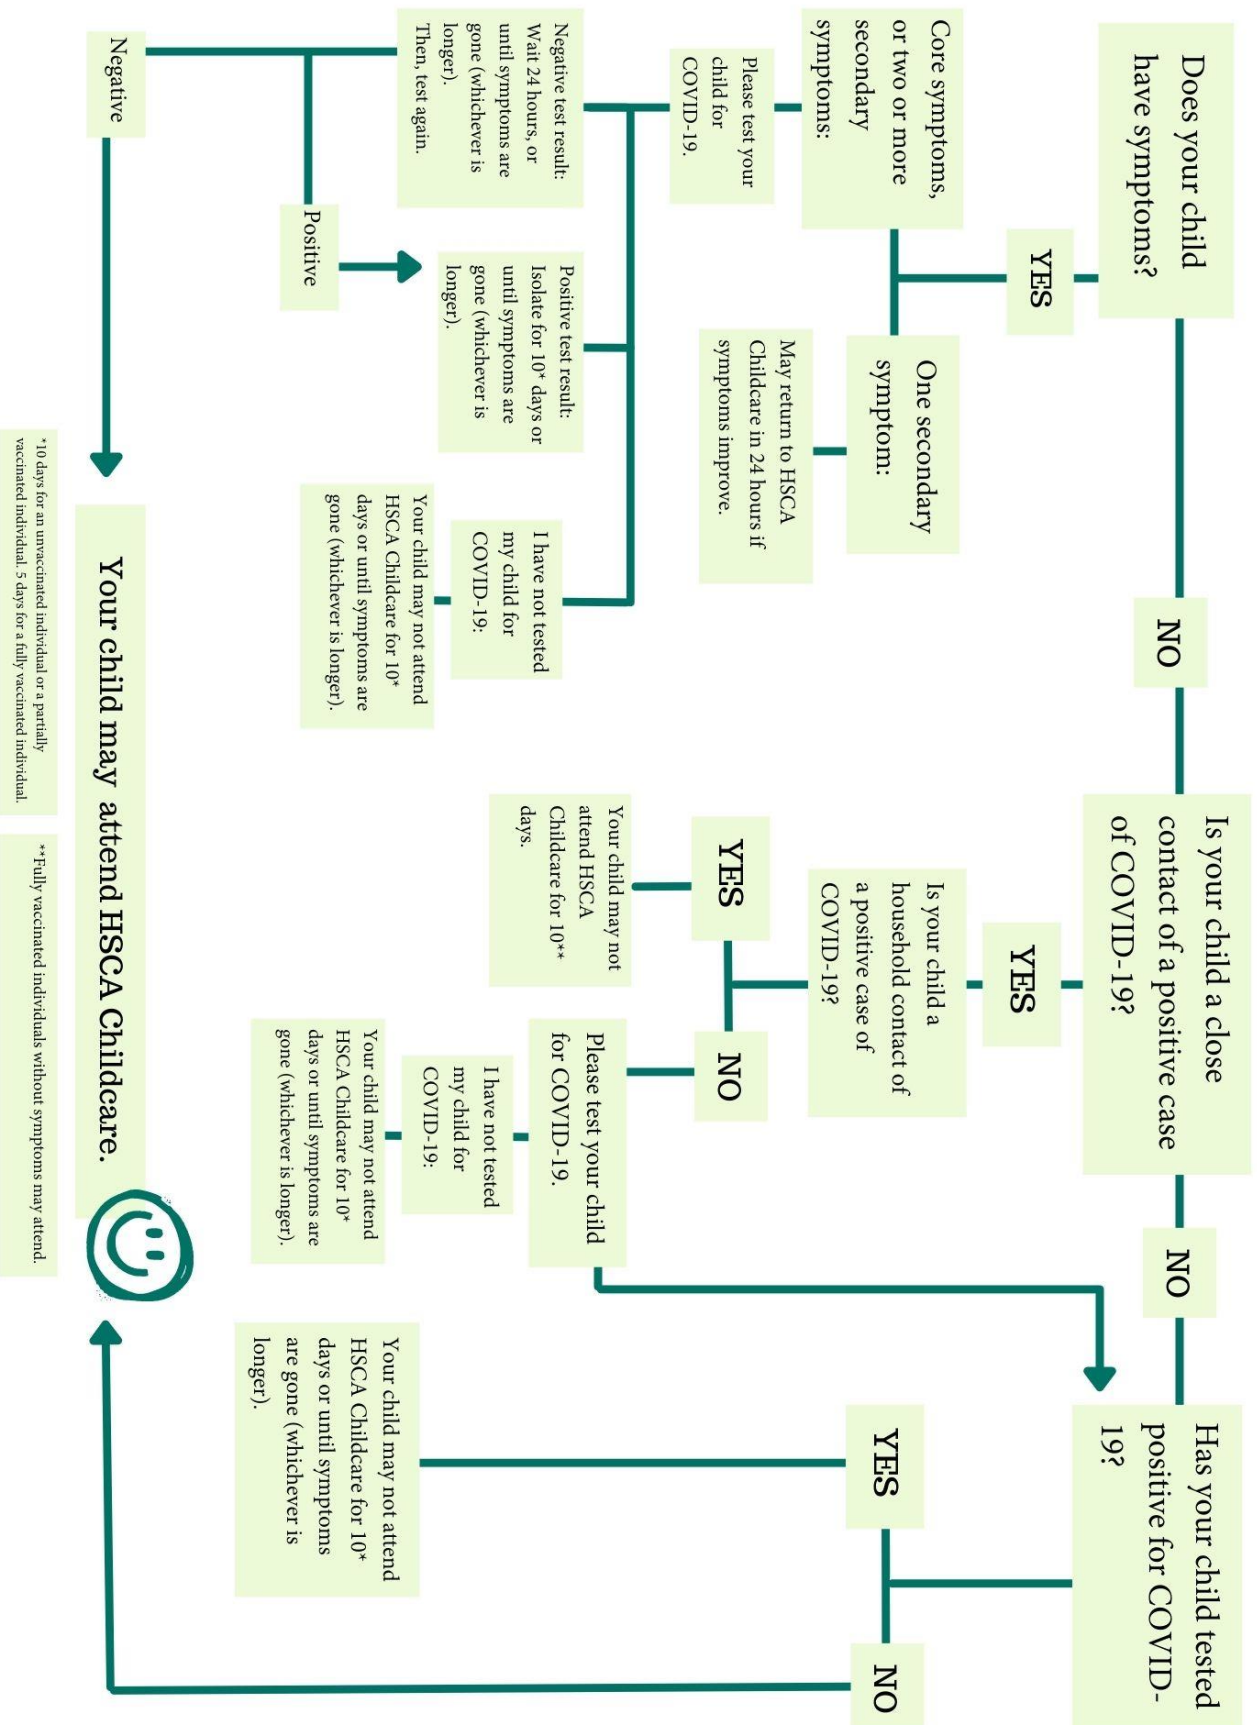 Does your child
have symptoms?
NO
Is your child a close
contact of a positive case
of COVID-19?
NO
Has your child tested
positive for COVID-
19?
YES
Core symptoms,
or two or more
secondary
symptoms:
One secondary
symptom:
May return to HSCA
Childcare in 24 hours if
symptoms improve.
Please test your
child for
COVID-19.
Negative test result:
Wait 24 hours, or
until symptoms are
gone (whichever is
longer).
Then, test again.
Positive test result:
Isolate for 10* days or
until symptoms are
gone (whichever is
longer).
I have not tested
my child for
COVID-19:
Your child may not attend
HSCA Childcare for 10*
days or until symptoms are
gone (whichever is longer).
Positive
Negative
YES
Is your child a
household contact of
a positive case of
COVID-19?
YES
NO
Your child may not
attend HSCA
Childcare for 10**
days.
Please test your child
for COVID-19.
I have not tested
my child for
COVID-19:
Your child may not attend
HSCA Childcare for 10*
days or until symptoms are
gone (whichever is longer).
YES
NO
Your child may not attend
HSCA Childcare for 10*
days or until symptoms
are gone (whichever is
longer).
Your child may attend HSCA Childcare.
*10 days for an unvaccinated individual or a partially
vaccinated individual. 5 days for a fully vaccinated individual.
**Fully vaccinated individuals without symptoms may attend.